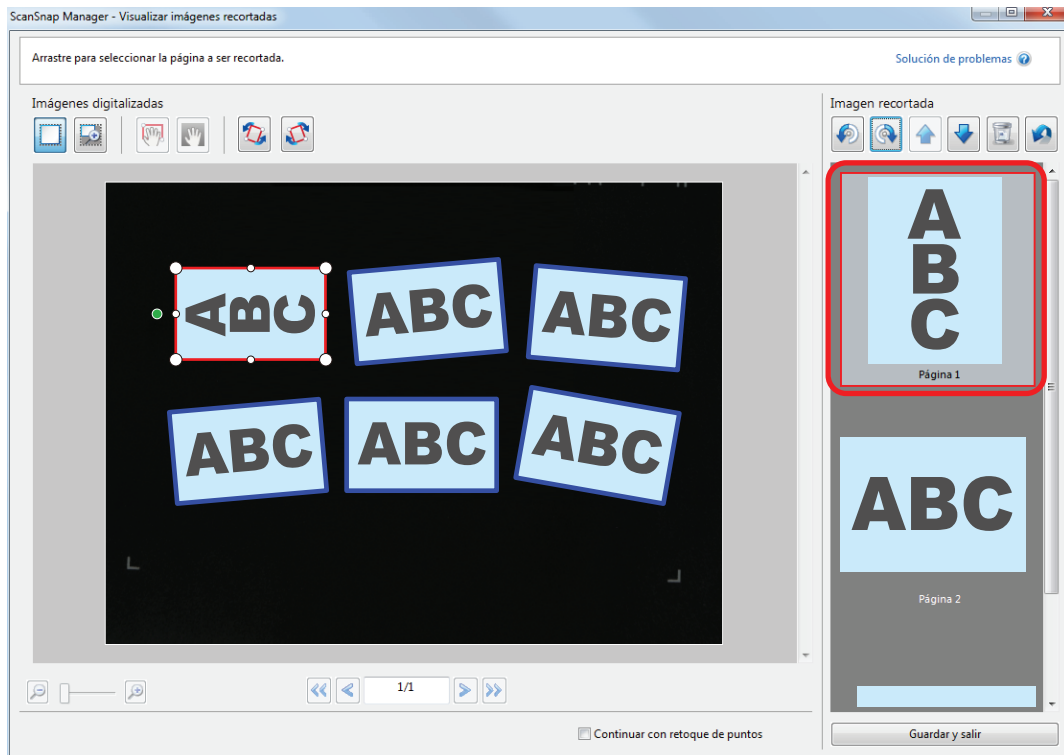 ScanSnap Manager - Visualizar imágenes recortadas
Arrastre para seleccionar la página a ser recortada.
Solución de problemas
Imágenes digitalizadas
Imagen recortada
ABC
ABC
ABC
ABC
ABC
ABC
A
B
C
Página 1
ABC
Página 2
1/1
Continuar con retoque de puntos
Guardar y salir